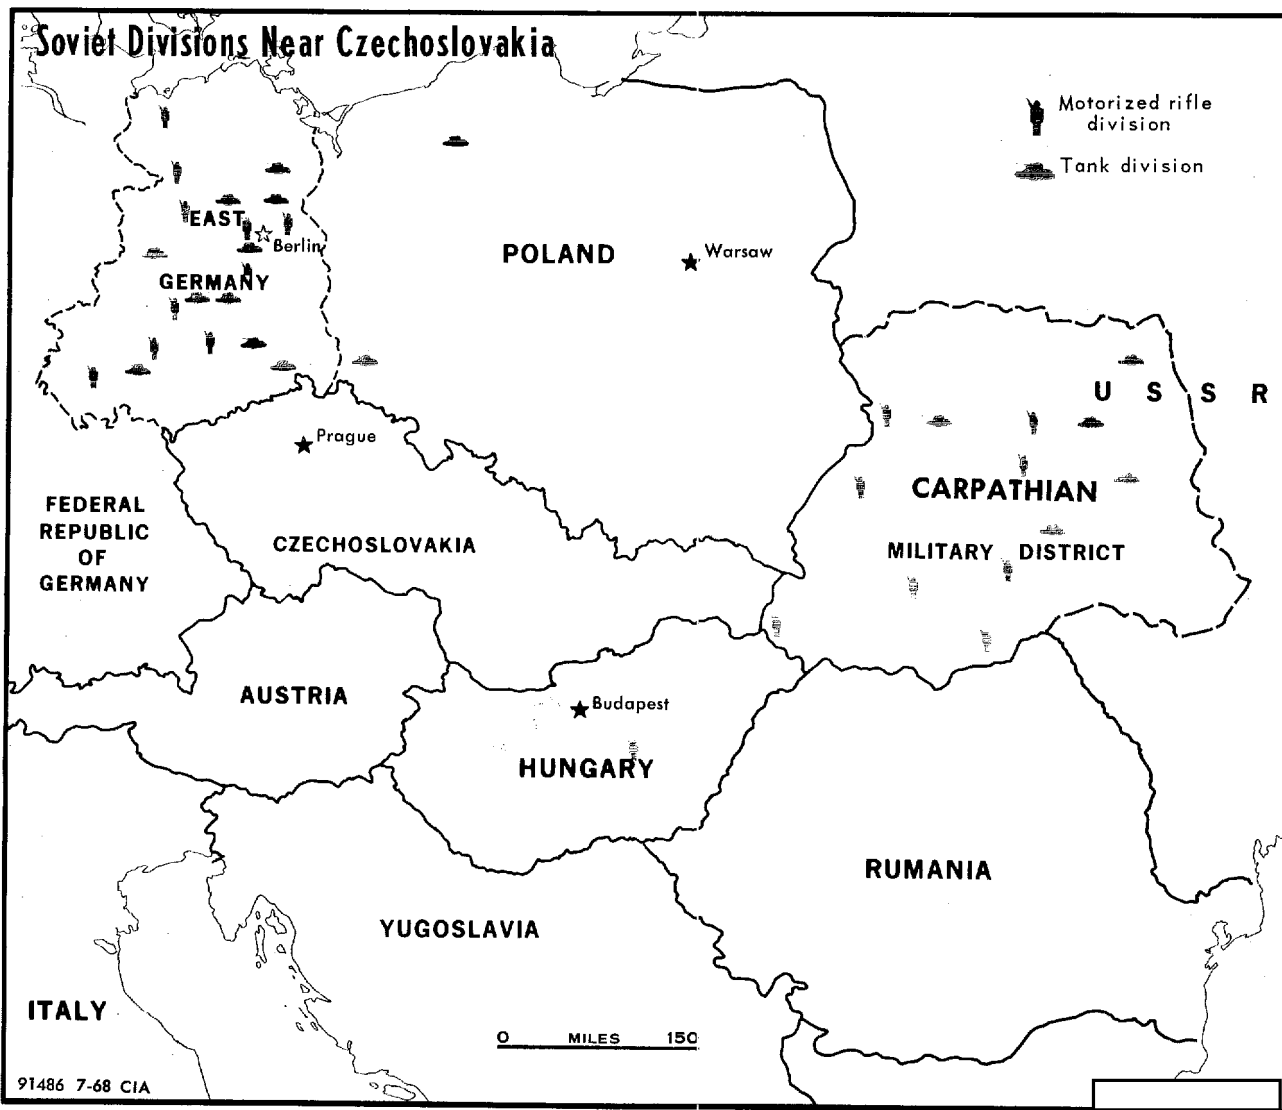 Soviet Divisions Near Czechoslovakia
Motorized rifle
division
Tank division
EAST
Berlin
GERMANY
POLAND
Warsaw
U S S R
Prague
CARPATHIAN
MILITARY DISTRICT
FEDERAL
REPUBLIC
OF
GERMANY
CZECHOSLOVAKIA
AUSTRIA
Budapest
HUNGARY
RUMANIA
YUGOSLAVIA
ITALY
0 MILES 150
91486 7-68 CIA